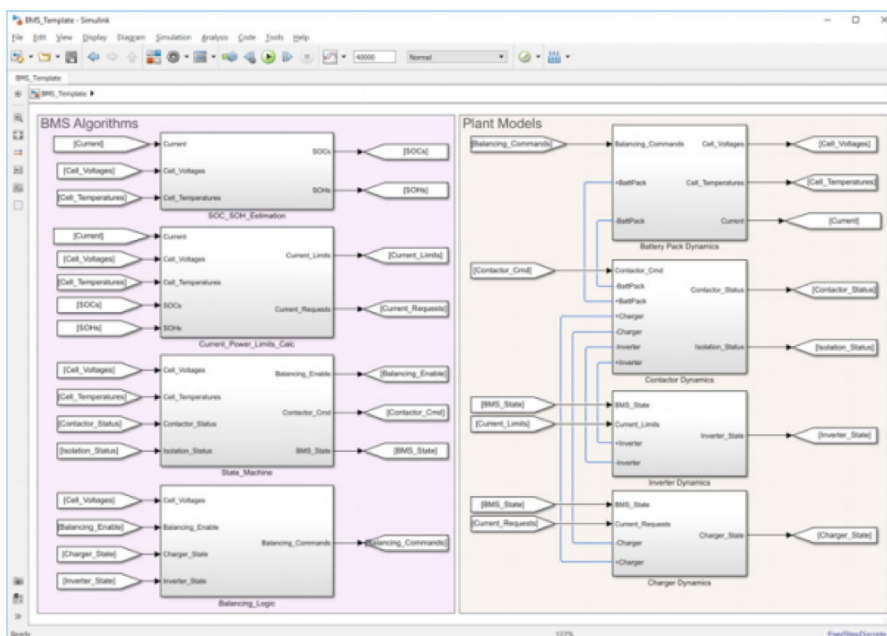 BMS_Template - Simulink
File Edit View Display Diagram Simulation Analysis Code Tools Help
40000 Normal
BMS_Template
BMS_Template
BMS Algorithms
[Current]
[Cell_Voltages]
[Cell_Temperatures]
Current
Cell_Voltages
Cell_Temperatures
SOCs
SOHs
[SOCs]
[SOHs]
SOC_SOH_Estimation
[Current]
[Cell_Voltages]
[Cell_Temperatures]
[SOCs]
[SOHs]
Current
Cell_Voltages
Cell_Temperatures
SOCs
SOHs
Current_Limits
Current_Requests
[Current_Limits]
[Current_Requests]
Current_Power_Limits_Calc
[Cell_Voltages]
[Cell_Temperatures]
[Contactor_Status]
[Isolation_Status]
Cell_Voltages
Cell_Temperatures
Contactor_Status
Isolation_Status
Balancing_Enable
Contactor_Cmd
BMS_State
[Balancing_Enable]
[Contactor_Cmd]
[BMS_State]
State_Machine
[Cell_Voltages]
[Balancing_Enable]
[Charger_State]
[Inverter_State]
Cell_Voltages
Balancing_Enable
Charger_State
Inverter_State
Balancing_Commands
[Balancing_Commands]
Balancing_Logic
Plant Models
[Balancing_Commands]
Balancing_Commands
+BattPack
-BattPack
Cell_Voltages
Cell_Temperatures
Current
[Cell_Voltages]
[Cell_Temperatures]
[Current]
Battery Pack Dynamics
[Contactor_Cmd]
Contactor_Cmd
-BattPack
+BattPack
+Charger
-Charger
-Inverter
+Inverter
Contactor_Status
Isolation_Status
[Contactor_Status]
[Isolation_Status]
Contactor Dynamics
[BMS_State]
[Current_Limits]
BMS_State
Current_Limits
+Inverter
-Inverter
Inverter_State
[Inverter_State]
Inverter Dynamics
[BMS_State]
[Current_Requests]
BMS_State
Current_Requests
-Charger
+Charger
Charger_State
[Charger_State]
Charger Dynamics
Ready 122% FixedStepDiscrete